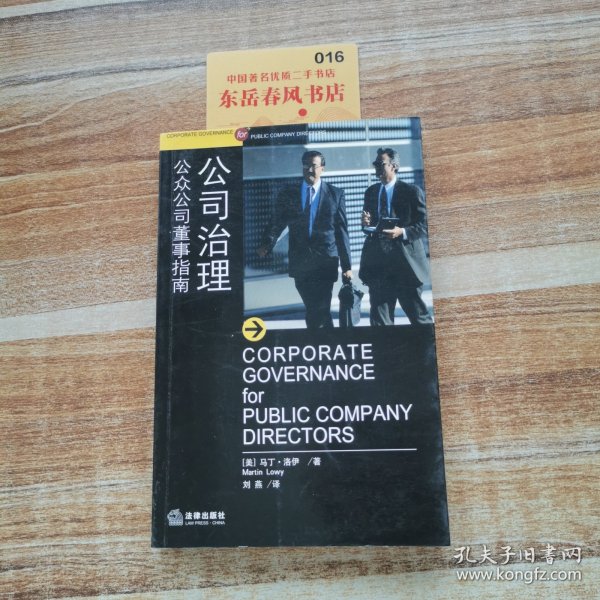 016
中国著名优质二手书店
东岳春风书店
CORPORATE GOVERNANCE for PUBLIC COMPANY DIRECTORS
公司治理
公众公司董事指南
CORPORATE
GOVERNANCE
for
PUBLIC COMPANY
DIRECTORS
[美] 马丁·洛伊 /著
Martin Lowy
刘 燕 /译
法律出版社
LAW PRESS·CHINA
孔夫子旧书网
www.kongfz.com